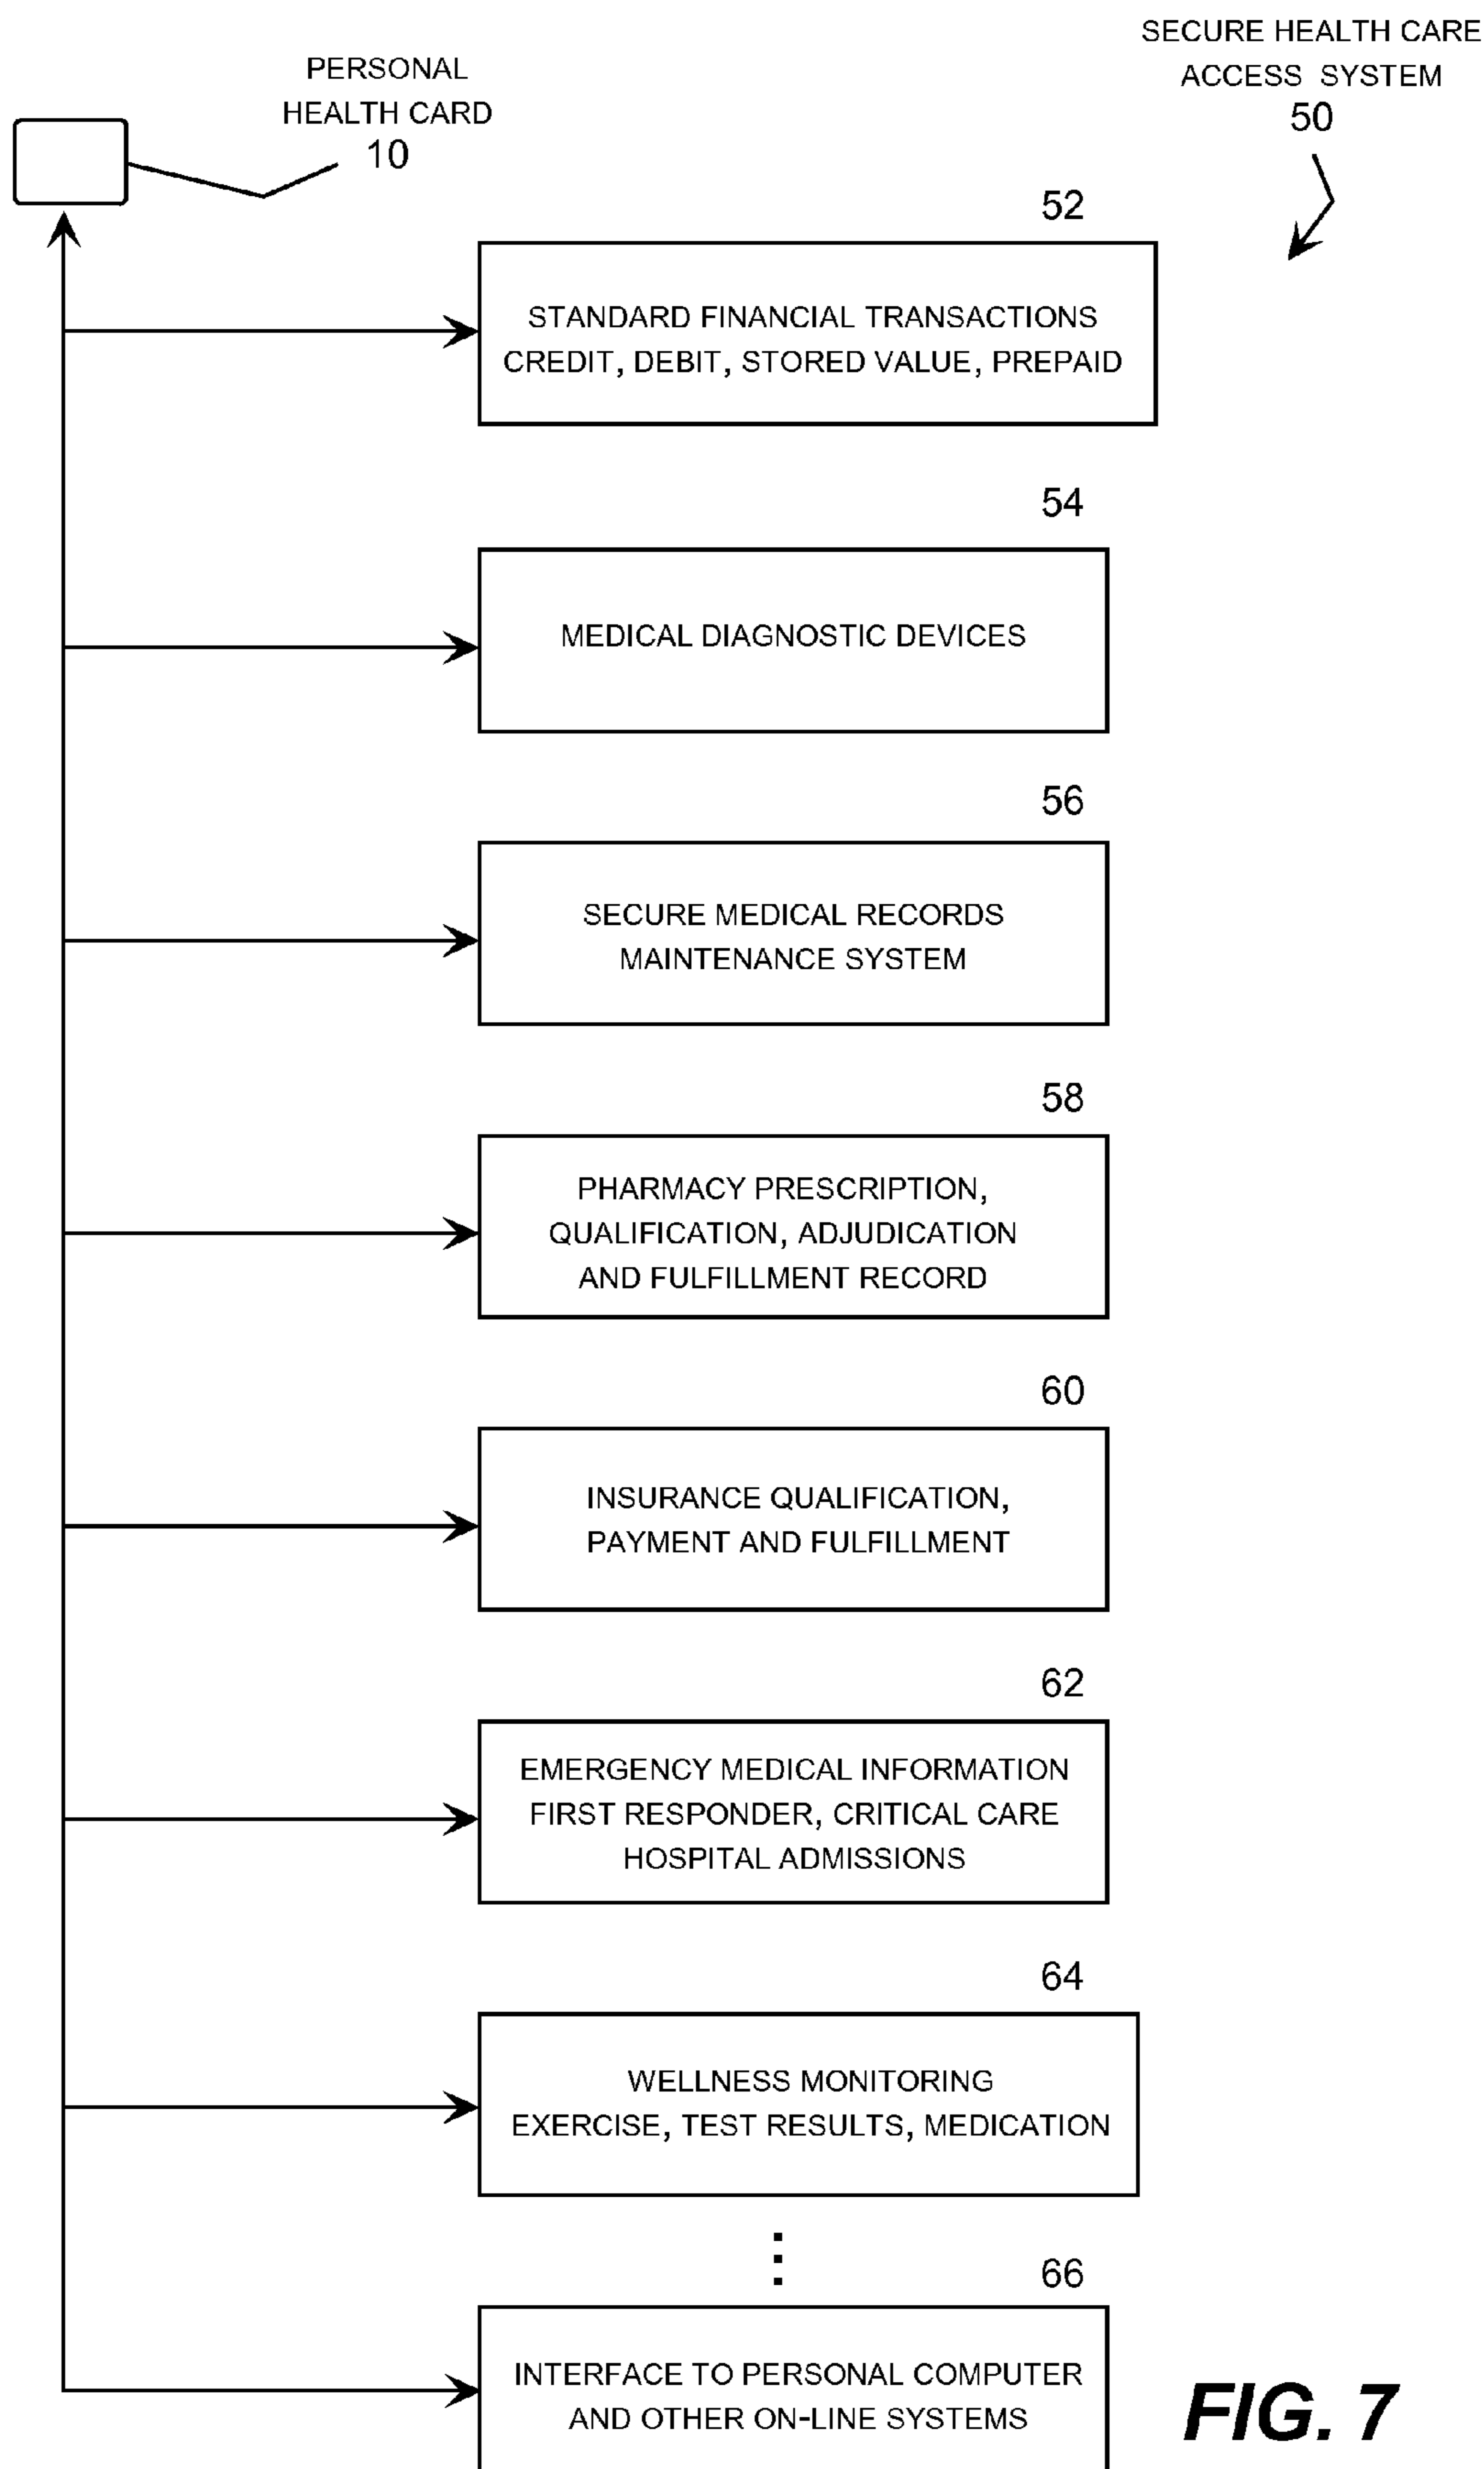 SECURE HEALTH CARE
ACCESS SYSTEM
50
PERSONAL
HEALTH CARD
10
52
STANDARD FINANCIAL TRANSACTIONS
CREDIT, DEBIT, STORED VALUE, PREPAID
54
MEDICAL DIAGNOSTIC DEVICES
56
SECURE MEDICAL RECORDS
MAINTENANCE SYSTEM
58
PHARMACY PRESCRIPTION,
QUALIFICATION, ADJUDICATION
AND FULFILLMENT RECORD
60
INSURANCE QUALIFICATION,
PAYMENT AND FULFILLMENT
62
EMERGENCY MEDICAL INFORMATION
FIRST RESPONDER, CRITICAL CARE
HOSPITAL ADMISSIONS
64
WELLNESS MONITORING
EXERCISE, TEST RESULTS, MEDICATION
66
INTERFACE TO PERSONAL COMPUTER
AND OTHER ON-LINE SYSTEMS
FIG. 7